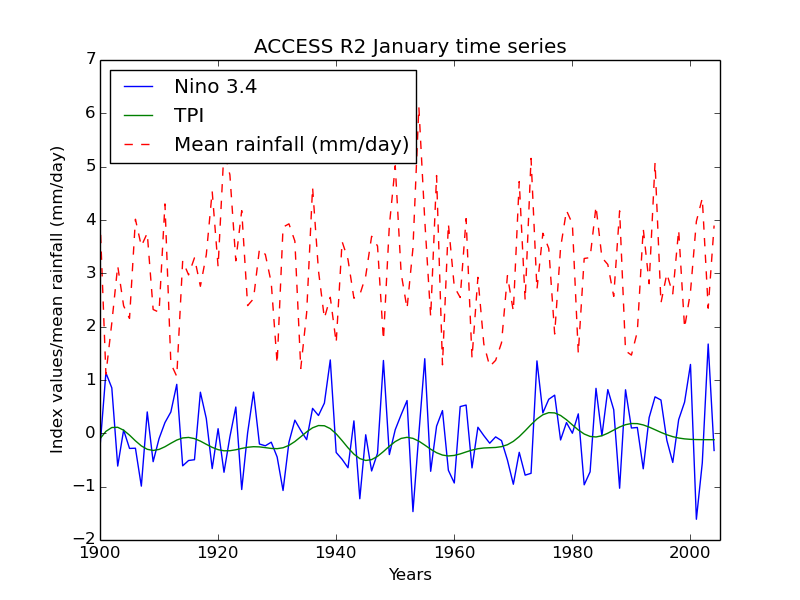 ACCESS R2 January time series
7
6
5
4
3
2
1
0
−1
−2
Index values/mean rainfall (mm/day)
Nino 3.4
TPI
Mean rainfall (mm/day)
1900 1920 1940 1960 1980 2000
Years